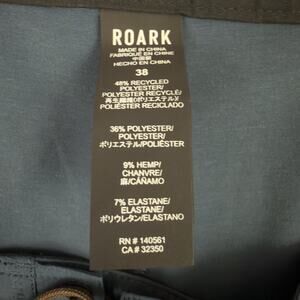 ROARK
MADE IN CHINA
FABRIQUÉ EN CHINE
中国製
HECHO EN CHINA
38
48% RECYCLED
POLYESTER/
POLYESTER RECYCLÉ/
再生繊維(ポリエステル)/
POLIÉSTER RECICLADO
36% POLYESTER/
POLYESTER/
ポリエステル/POLIÉSTER
9% HEMP/
CHANVRE/
麻/CÁÑAMO
7% ELASTANE/
ELASTANE/
ポリウレタン/ELASTANO
RN # 140561
CA # 32350